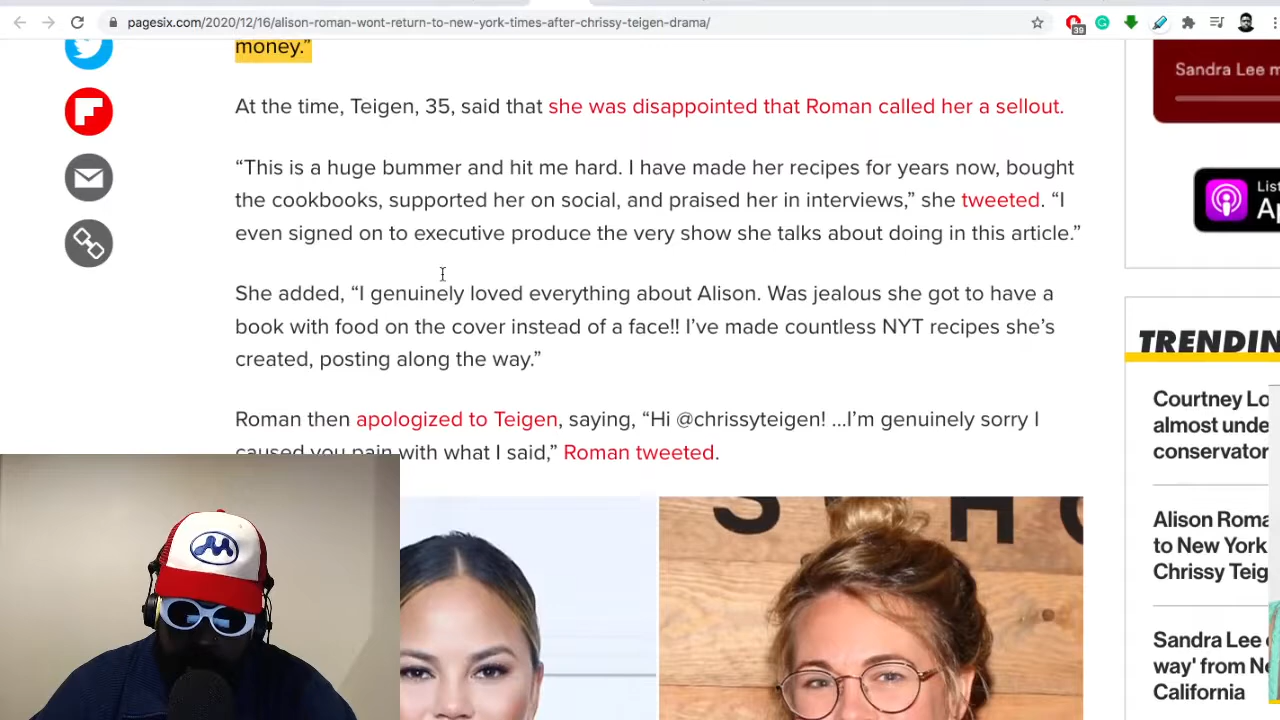 pagesix.com/2020/12/16/alison-roman-wont-return-to-new-york-times-after-chrissy-teigen-drama/
39
money.”
At the time, Teigen, 35, said that she was disappointed that Roman called her a sellout.
“This is a huge bummer and hit me hard. I have made her recipes for years now, bought
the cookbooks, supported her on social, and praised her in interviews,” she tweeted. “I
even signed on to executive produce the very show she talks about doing in this article.”
She added, “I genuinely loved everything about Alison. Was jealous she got to have a
book with food on the cover instead of a face!! I’ve made countless NYT recipes she’s
created, posting along the way.”
Roman then apologized to Teigen, saying, “Hi @chrissyteigen! …I’m genuinely sorry I
caused you pain with what I said,” Roman tweeted.
Sandra Lee m
Lis
Ap
TRENDIN
Courtney Lo
almost unde
conservator
Alison Roma
to New York
Chrissy Teig
Sandra Lee
way' from Ne
California